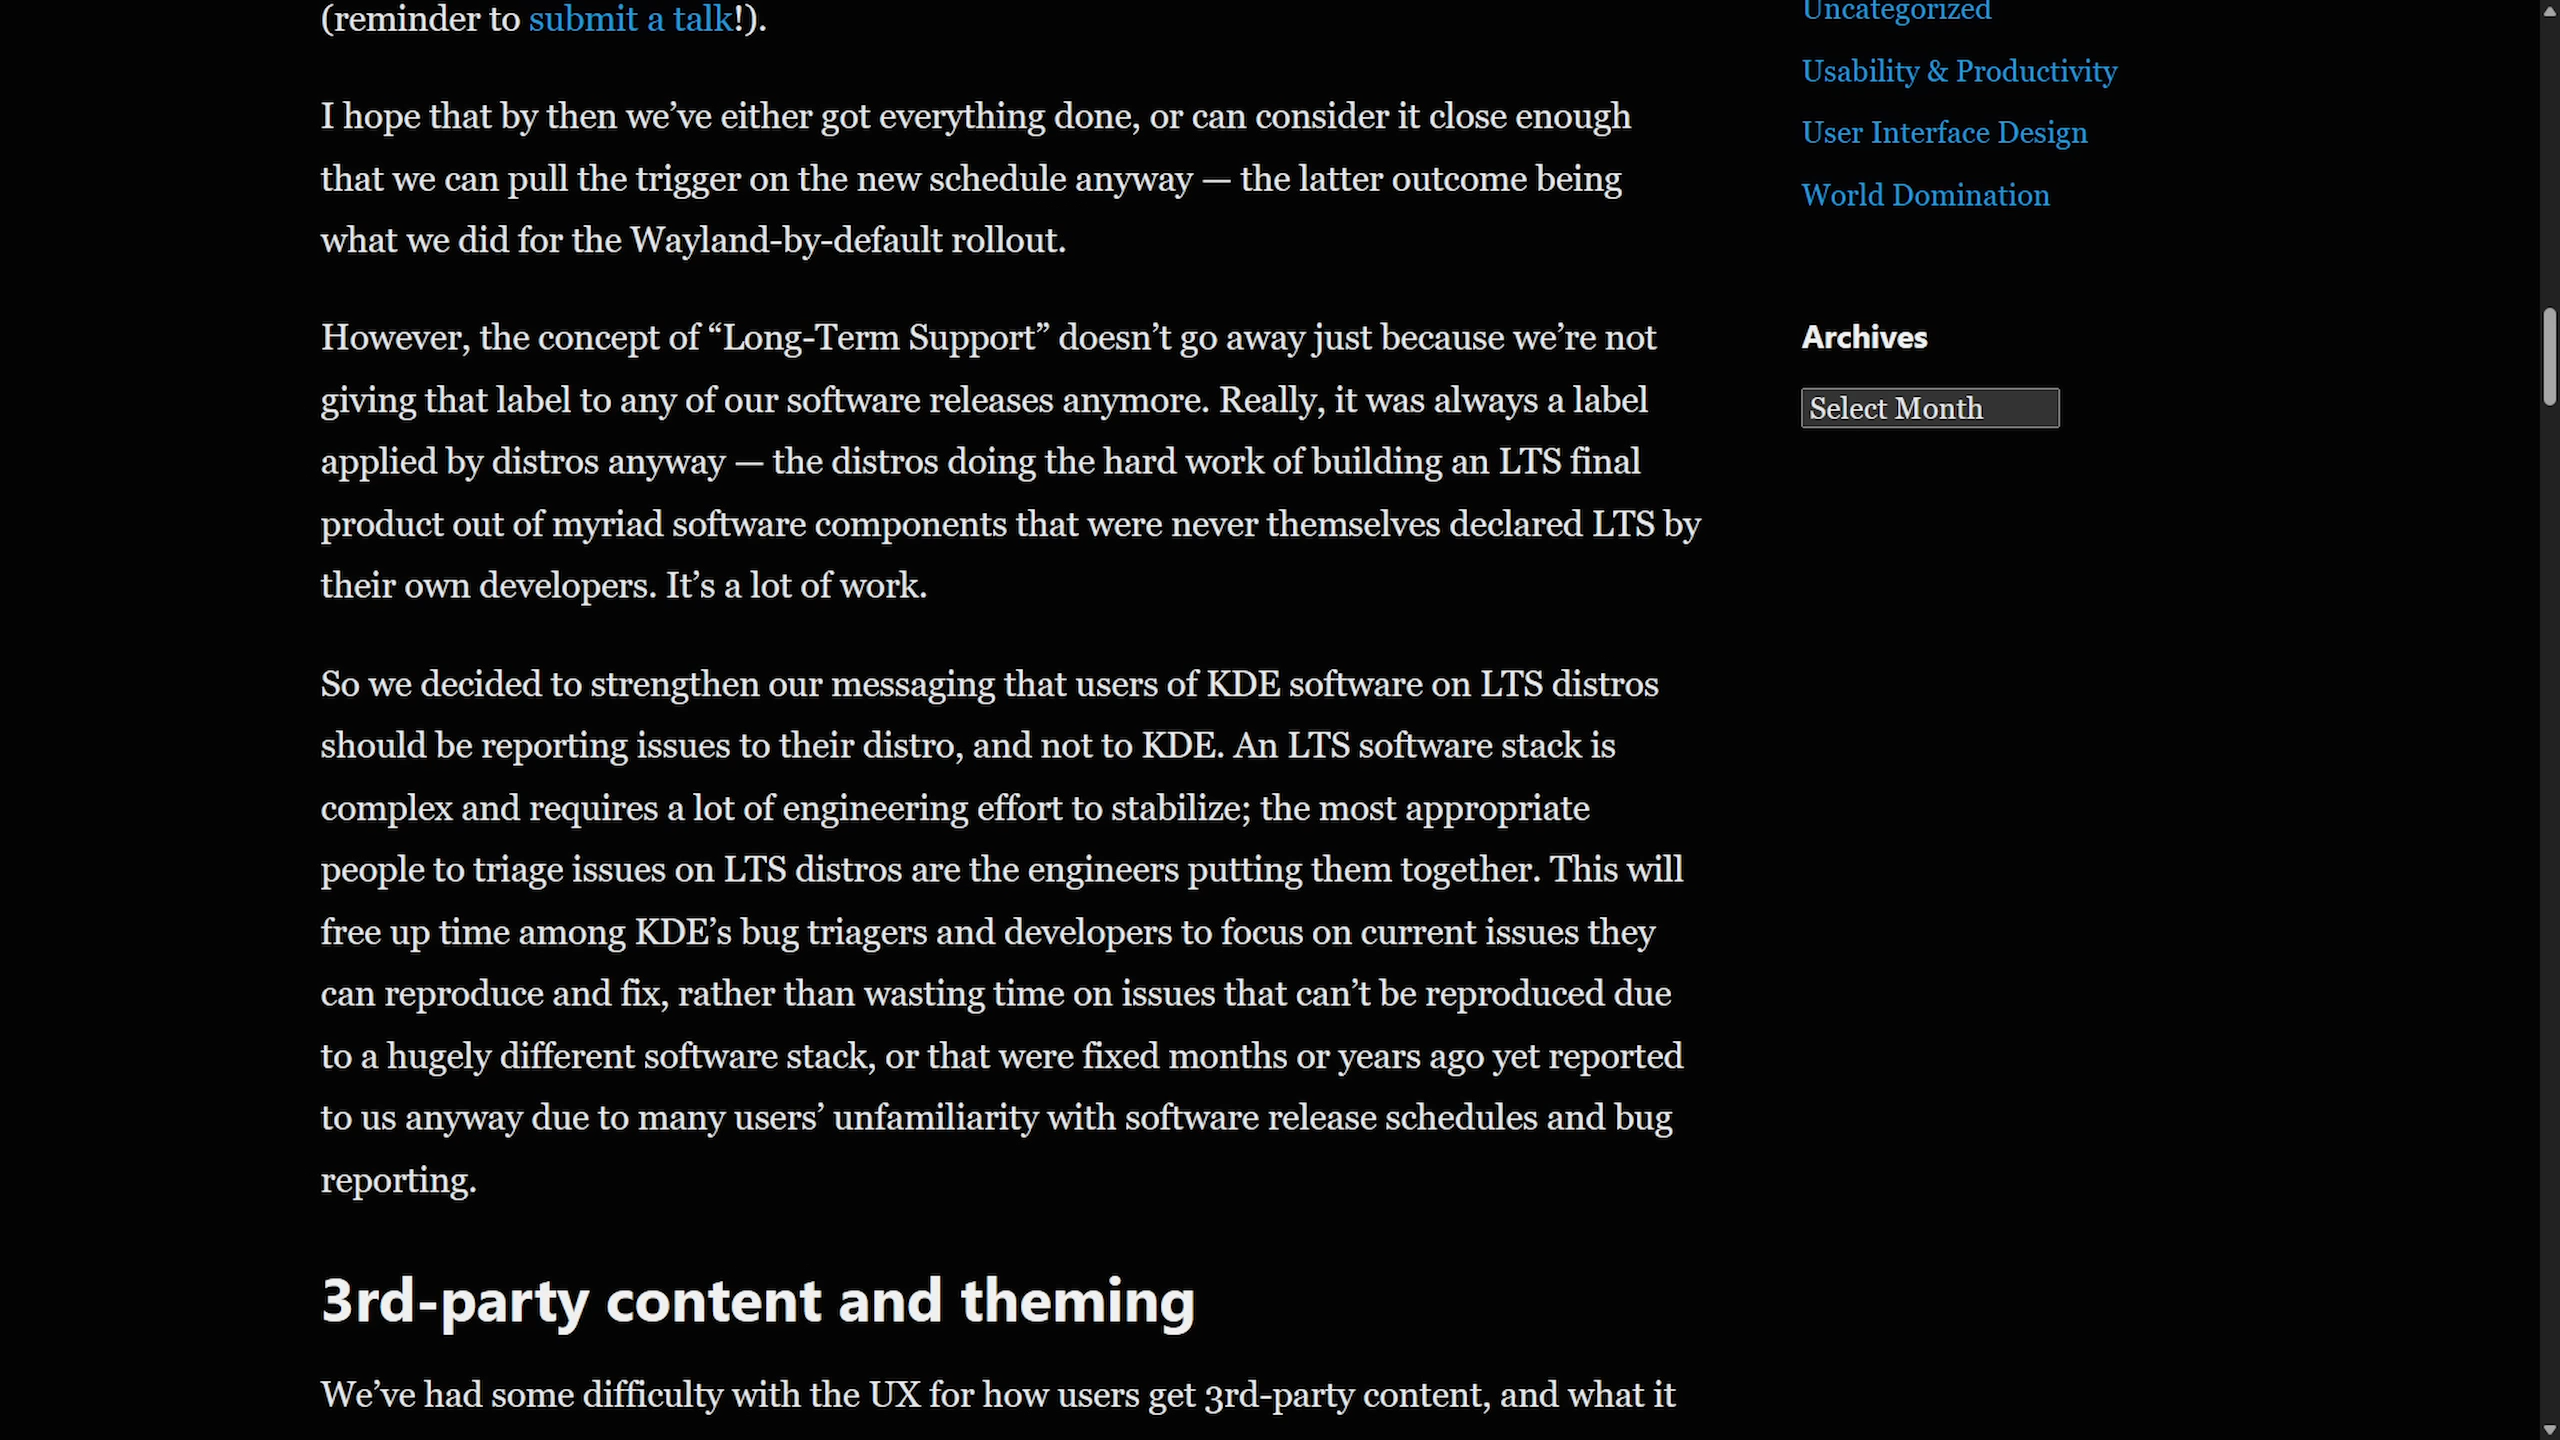 (reminder to submit a talk!).
I hope that by then we’ve either got everything done, or can consider it close enough
that we can pull the trigger on the new schedule anyway — the latter outcome being
what we did for the Wayland-by-default rollout.
However, the concept of “Long-Term Support” doesn’t go away just because we’re not
giving that label to any of our software releases anymore. Really, it was always a label
applied by distros anyway — the distros doing the hard work of building an LTS final
product out of myriad software components that were never themselves declared LTS by
their own developers. It’s a lot of work.
So we decided to strengthen our messaging that users of KDE software on LTS distros
should be reporting issues to their distro, and not to KDE. An LTS software stack is
complex and requires a lot of engineering effort to stabilize; the most appropriate
people to triage issues on LTS distros are the engineers putting them together. This will
free up time among KDE’s bug triagers and developers to focus on current issues they
can reproduce and fix, rather than wasting time on issues that can’t be reproduced due
to a hugely different software stack, or that were fixed months or years ago yet reported
to us anyway due to many users’ unfamiliarity with software release schedules and bug
reporting.
3rd-party content and theming
We’ve had some difficulty with the UX for how users get 3rd-party content, and what it
Uncategorized
Usability & Productivity
User Interface Design
World Domination
Archives
Select Month